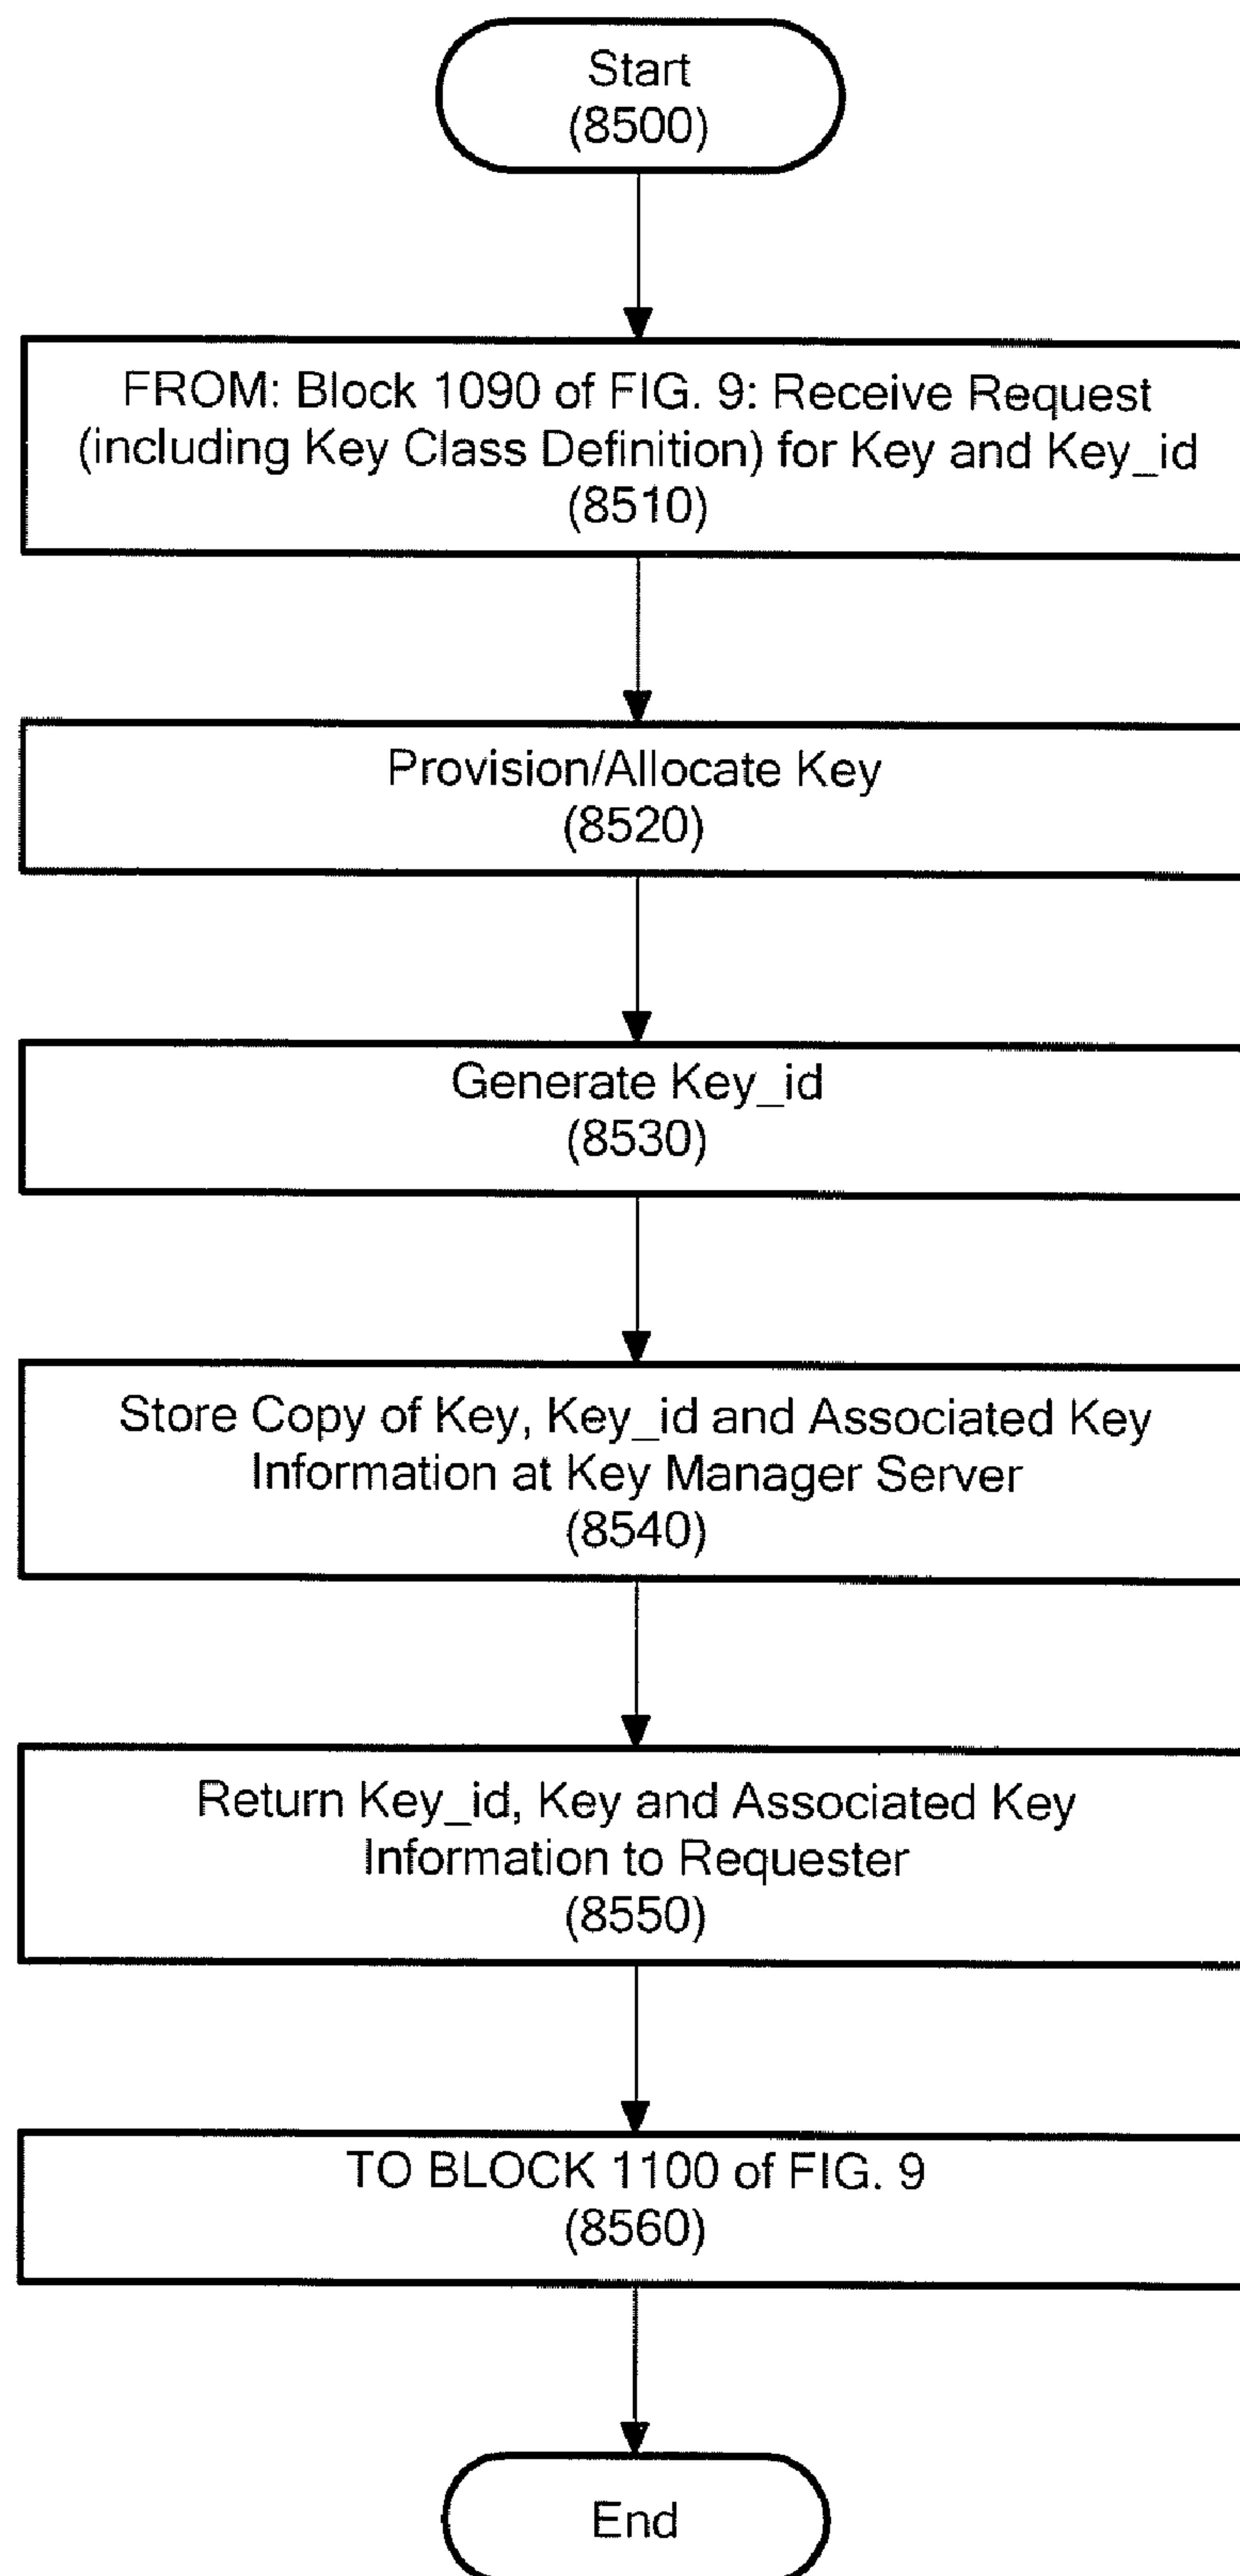 Start
(8500)
FROM: Block 1090 of FIG. 9: Receive Request
(including Key Class Definition) for Key and Key_id
(8510)
Provision/Allocate Key
(8520)
Generate Key_id
(8530)
Store Copy of Key, Key_id and Associated Key
Information at Key Manager Server
(8540)
Return Key_id, Key and Associated Key
Information to Requester
(8550)
TO BLOCK 1100 of FIG. 9
(8560)
End